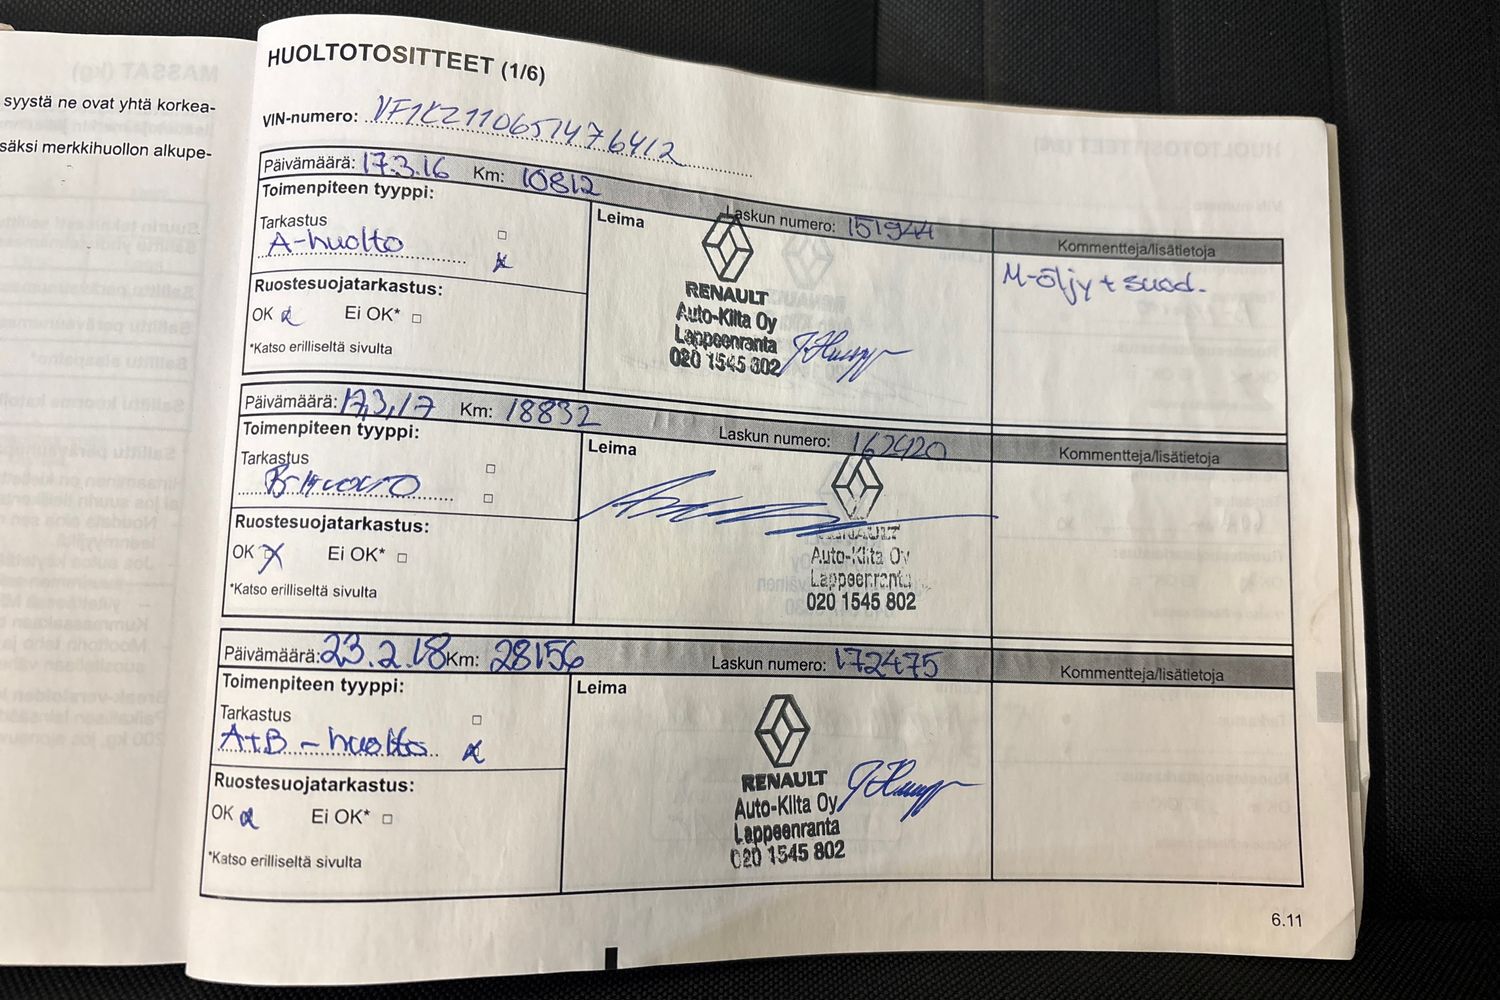 syystä ne ovat yhtä korkea-
säksi merkkihuollon alkupe-
HUOLTOTOSITTEET (1/6)
VIN-numero: VF1KZ110651476412
Päivämäärä: 17.3.16 Km: 10812 Laskun numero: 151944
Toimenpiteen tyyppi:
Tarkastus
A-huolto
Ruostesuojatarkastus:
OK Ei OK*
*Katso erilliseltä sivulta
Leima
RENAULT
Auto-Kilta Oy
Lappeenranta
020 1545 802
Kommentteja/lisätietoja
M-öljy + suod.
Päivämäärä: 17.3.17 Km: 18832 Laskun numero: 162420
Toimenpiteen tyyppi:
Tarkastus
B-HUOLTO
Ruostesuojatarkastus:
OK X Ei OK*
*Katso erilliseltä sivulta
Leima
RENAULT
Auto-Kilta Oy
Lappeenranta
020 1545 802
Kommentteja/lisätietoja
Päivämäärä: 23.2.18 Km: 28156 Laskun numero: 172475
Toimenpiteen tyyppi:
Tarkastus
A+B - huolto
Ruostesuojatarkastus:
OK Ei OK*
*Katso erilliseltä sivulta
Leima
RENAULT
Auto-Kilta Oy
Lappeenranta
020 1545 802
Kommentteja/lisätietoja
6.11